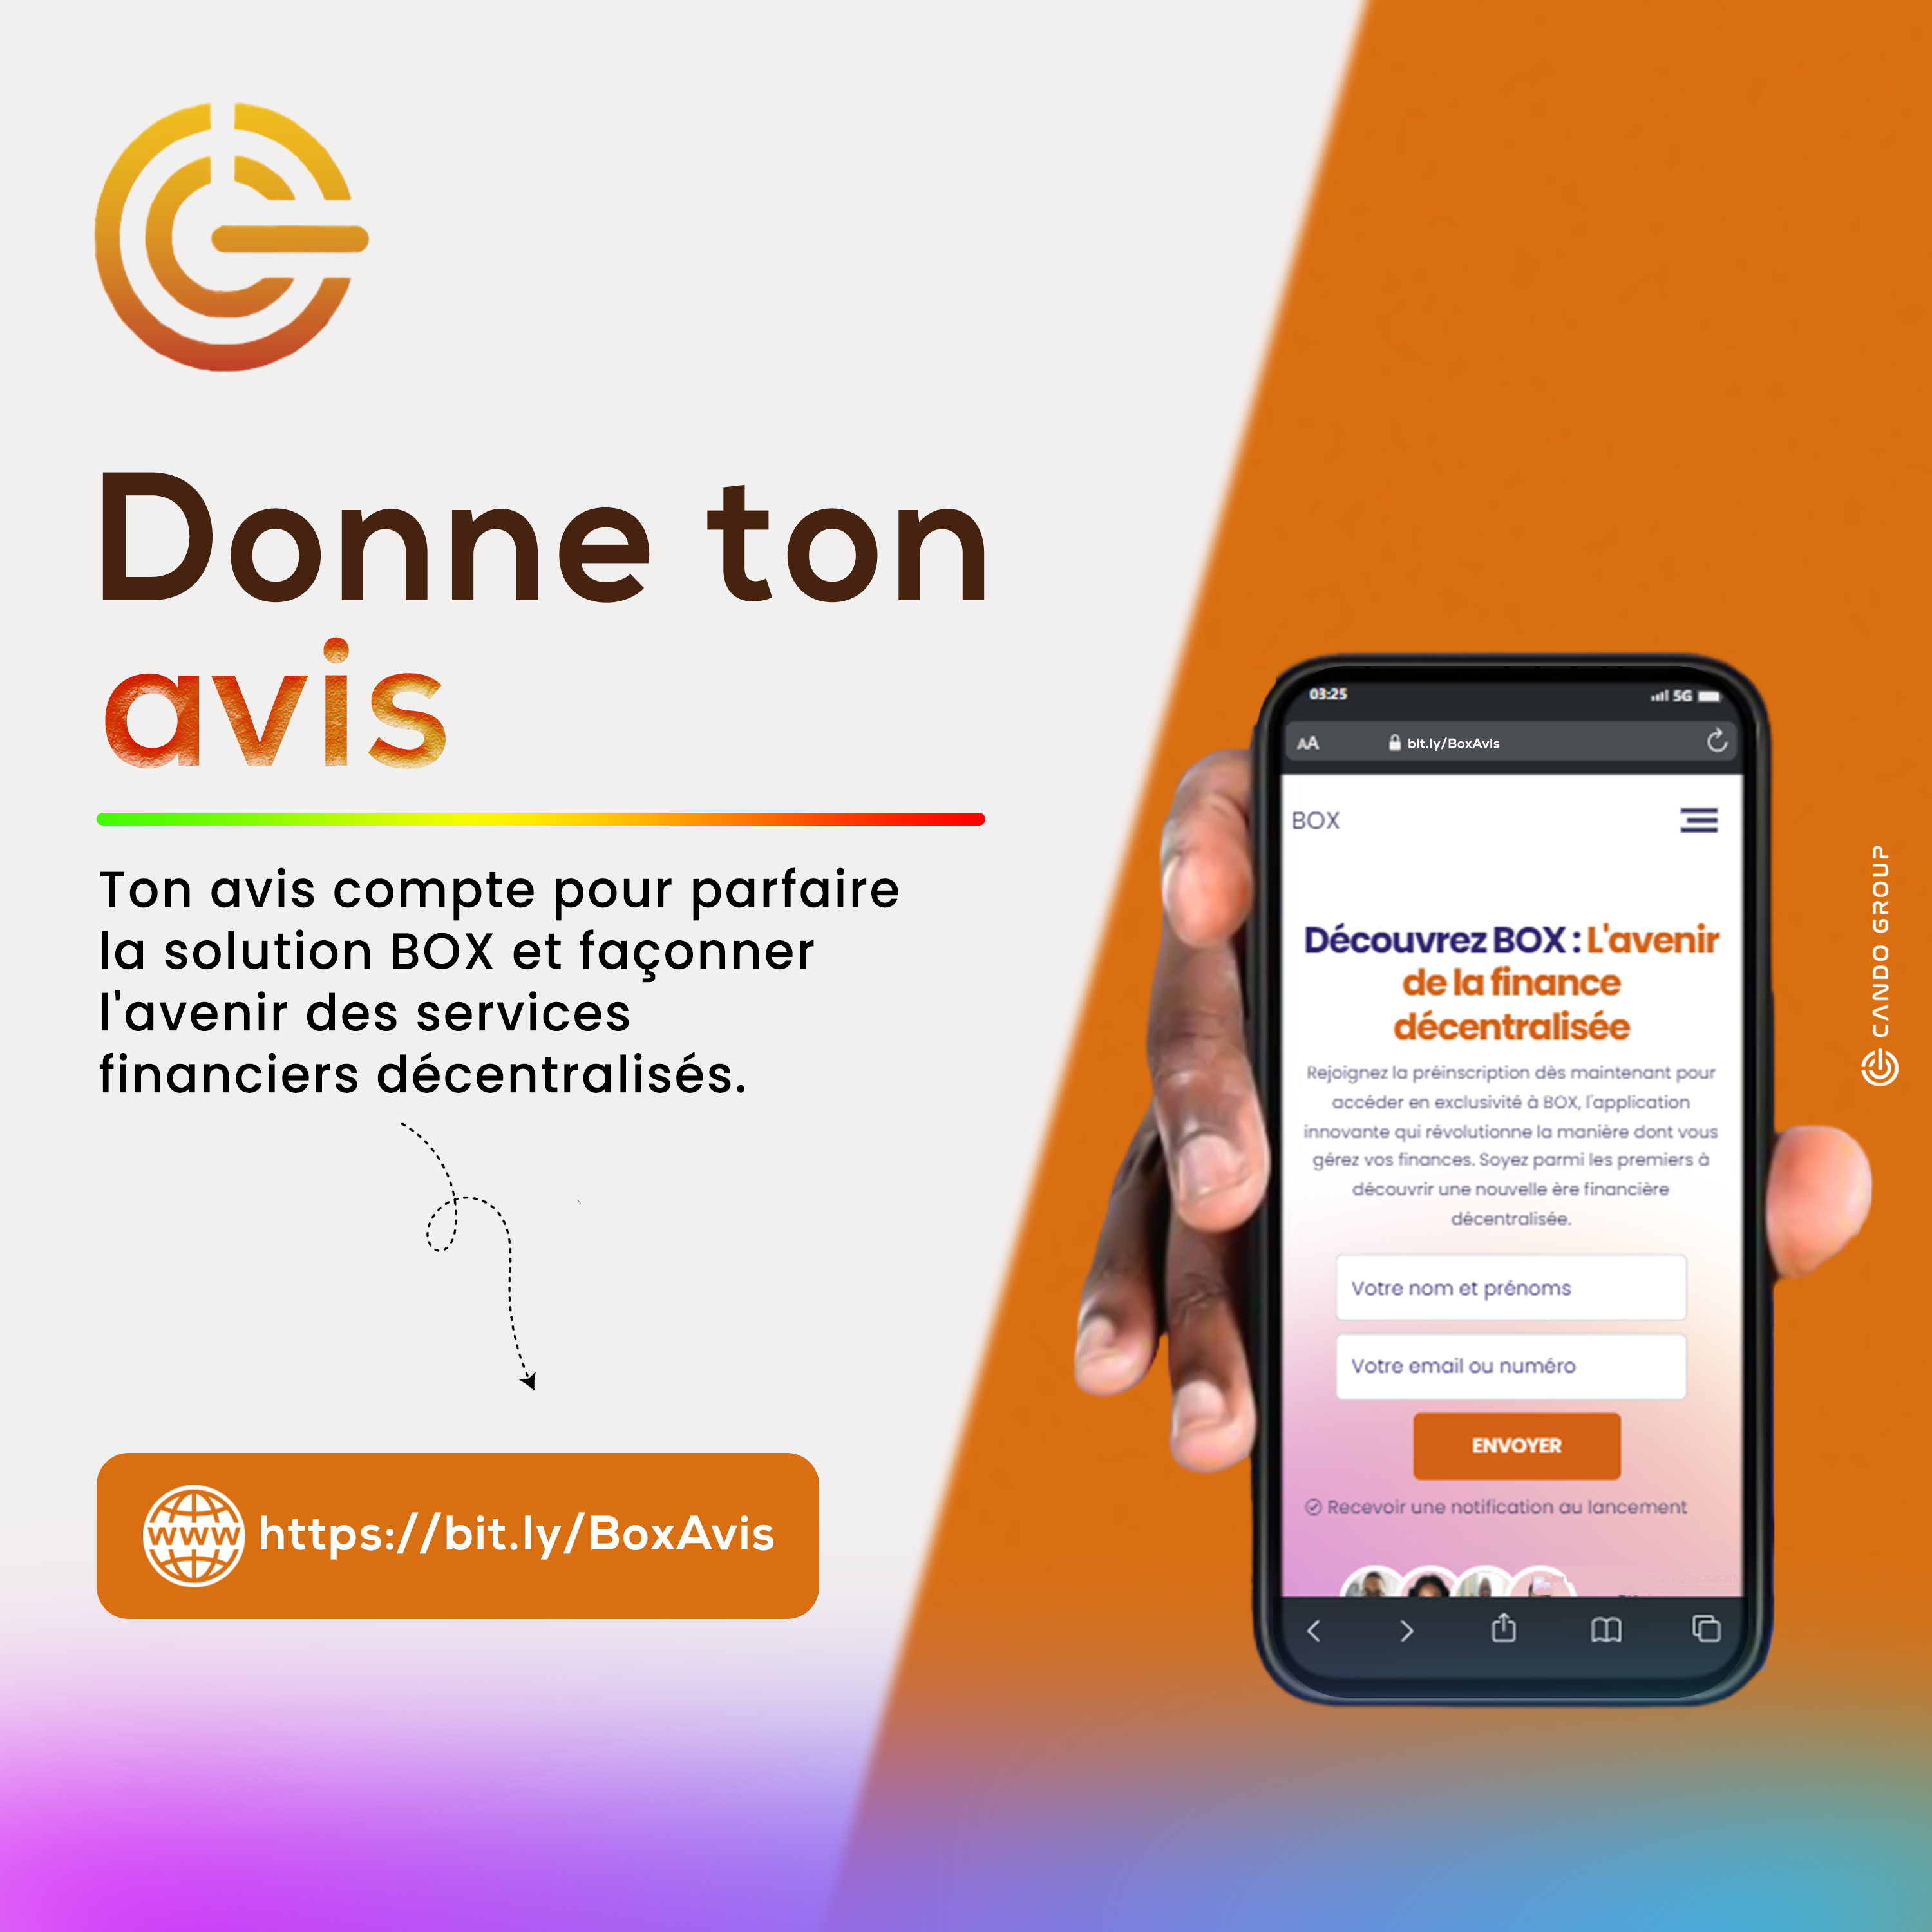 Donne ton
avis
Ton avis compte pour parfaire
la solution BOX et façonner
l'avenir des services
financiers décentralisés.
www https://bit.ly/BoxAvis
03:25
5G
AA bit.ly/BoxAvis
BOX
Découvrez BOX : L'avenir
de la finance
décentralisée
Rejoignez la préinscription dès maintenant pour
accéder en exclusivité à BOX, l'application
innovante qui révolutionne la manière dont vous
gérez vos finances. Soyez parmi les premiers à
découvrir une nouvelle ère financière
décentralisée.
Votre nom et prénoms
Votre email ou numéro
ENVOYER
Recevoir une notification au lancement
CANDO GROUP